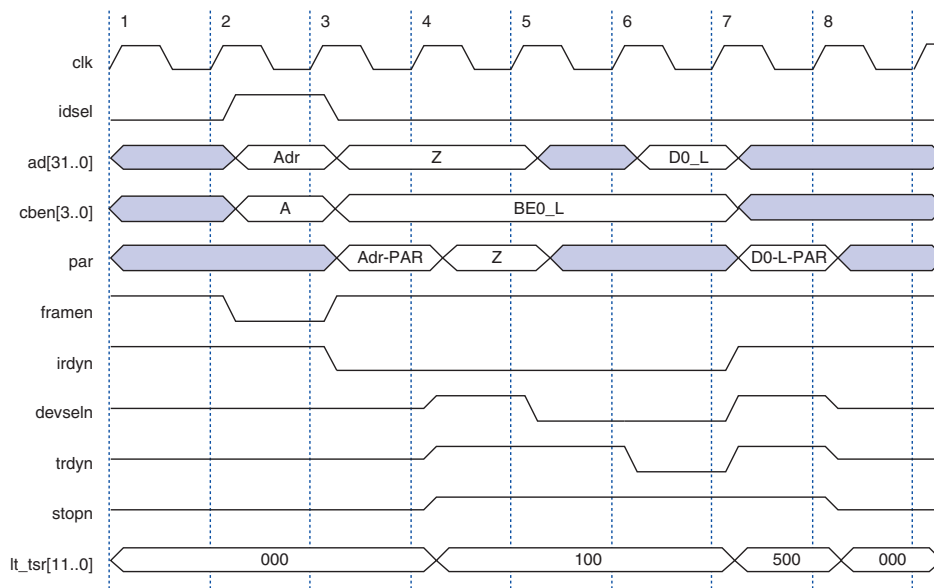 1 2 3 4 5 6 7 8
clk
idsel
ad[31..0] Adr Z D0_L
cben[3..0] A BE0_L
par Adr-PAR Z D0-L-PAR
framen
irdyn
devseln
trdyn
stopn
lt_tsr[11..0] 000 100 500 000